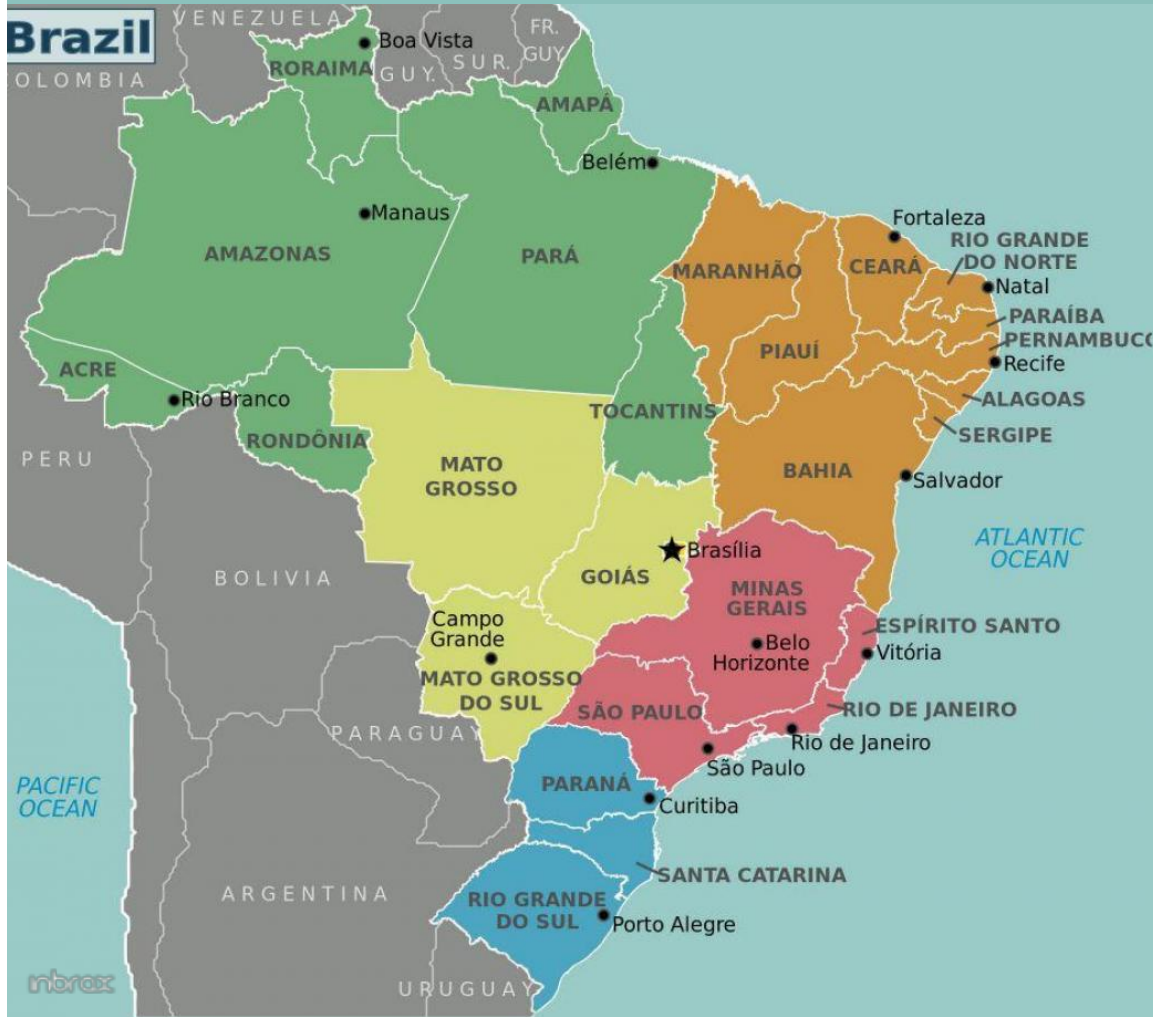 VENEZUELA
Brazil
COLOMBIA
Boa Vista
RORAIMA
GUY.
SUR.
FR.
GUY
AMAPÁ
Belém
Manaus
AMAZONAS
PARÁ
MARANHÃO
CEARÁ
Fortaleza
RIO GRANDE
DO NORTE
Natal
PARAÍBA
PERNAMBUCO
Recife
PIAUÍ
ALAGOAS
SERGIPE
ACRE
Rio Branco
RONDÔNIA
TOCANTINS
PERU
MATO
GROSSO
BAHIA
Salvador
ATLANTIC
OCEAN
Brasília
GOIÁS
BOLIVIA
MINAS
GERAIS
Belo
Horizonte
ESPÍRITO SANTO
Vitória
Campo
Grande
MATO GROSSO
DO SUL
SÃO PAULO
RIO DE JANEIRO
Rio de Janeiro
São Paulo
PARAGUAY
PACIFIC
OCEAN
PARANÁ
Curitiba
SANTA CATARINA
ARGENTINA
RIO GRANDE
DO SUL
Porto Alegre
URUGUAY
inbrax